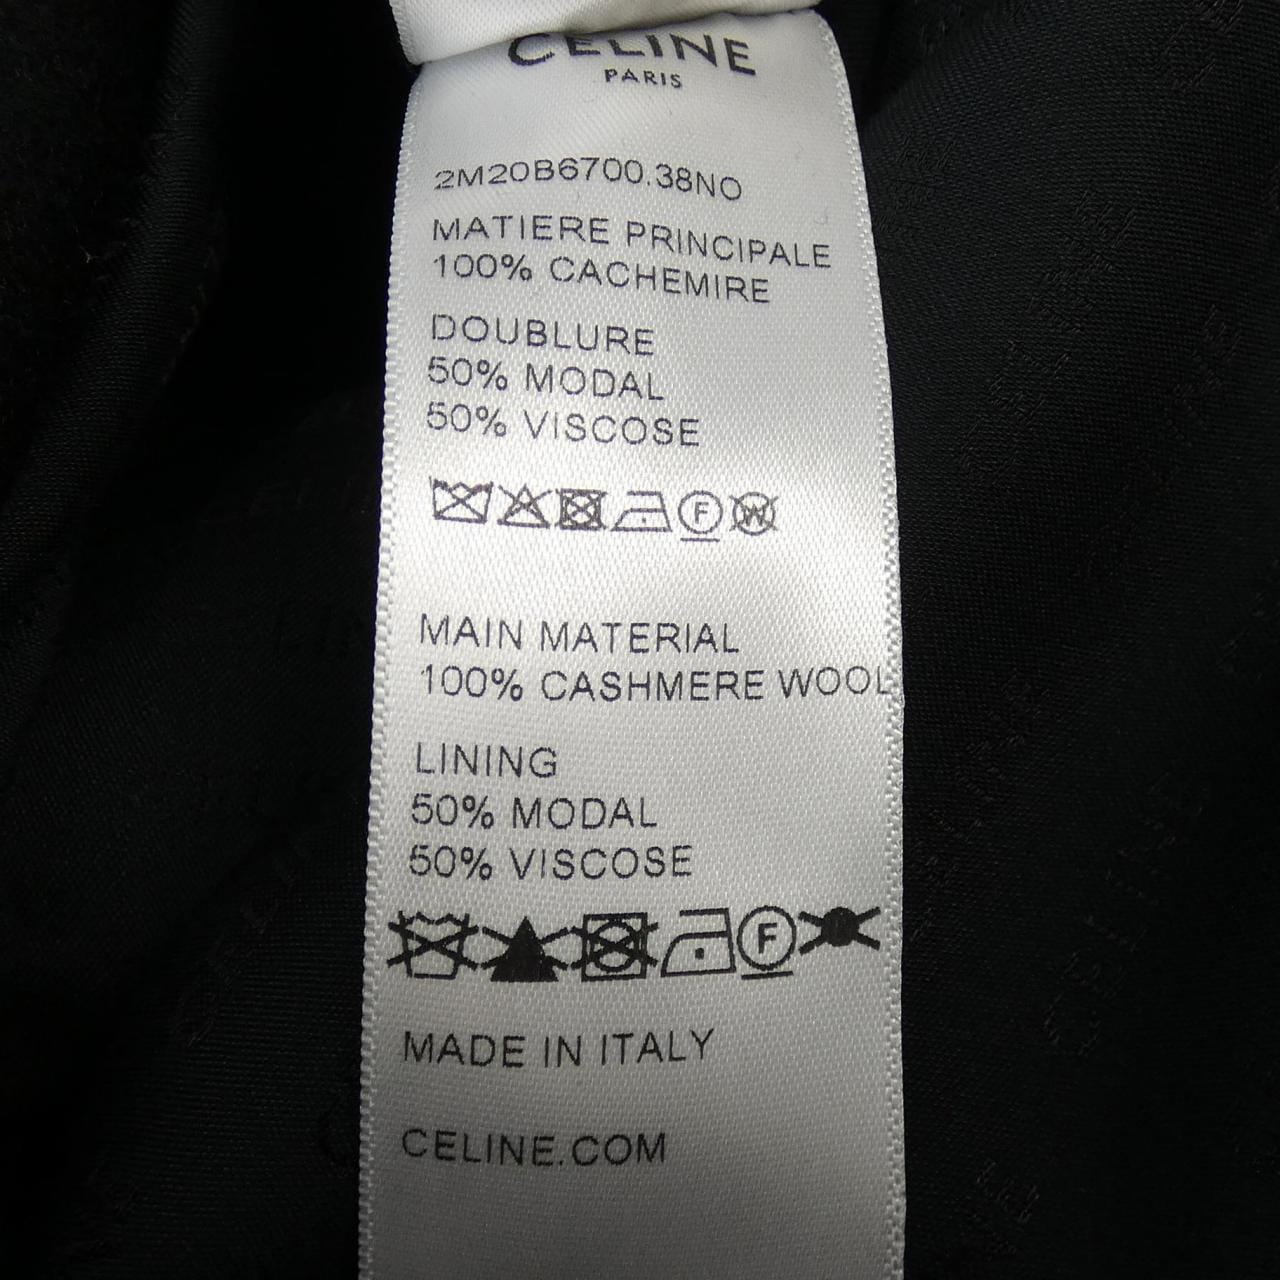 CELINE
PARIS
2M20B6700.38NO
MATIERE PRINCIPALE
100% CACHEMIRE
DOUBLURE
50% MODAL
50% VISCOSE
F W
MAIN MATERIAL
100% CASHMERE WOOL
LINING
50% MODAL
50% VISCOSE
F
MADE IN ITALY
CELINE.COM